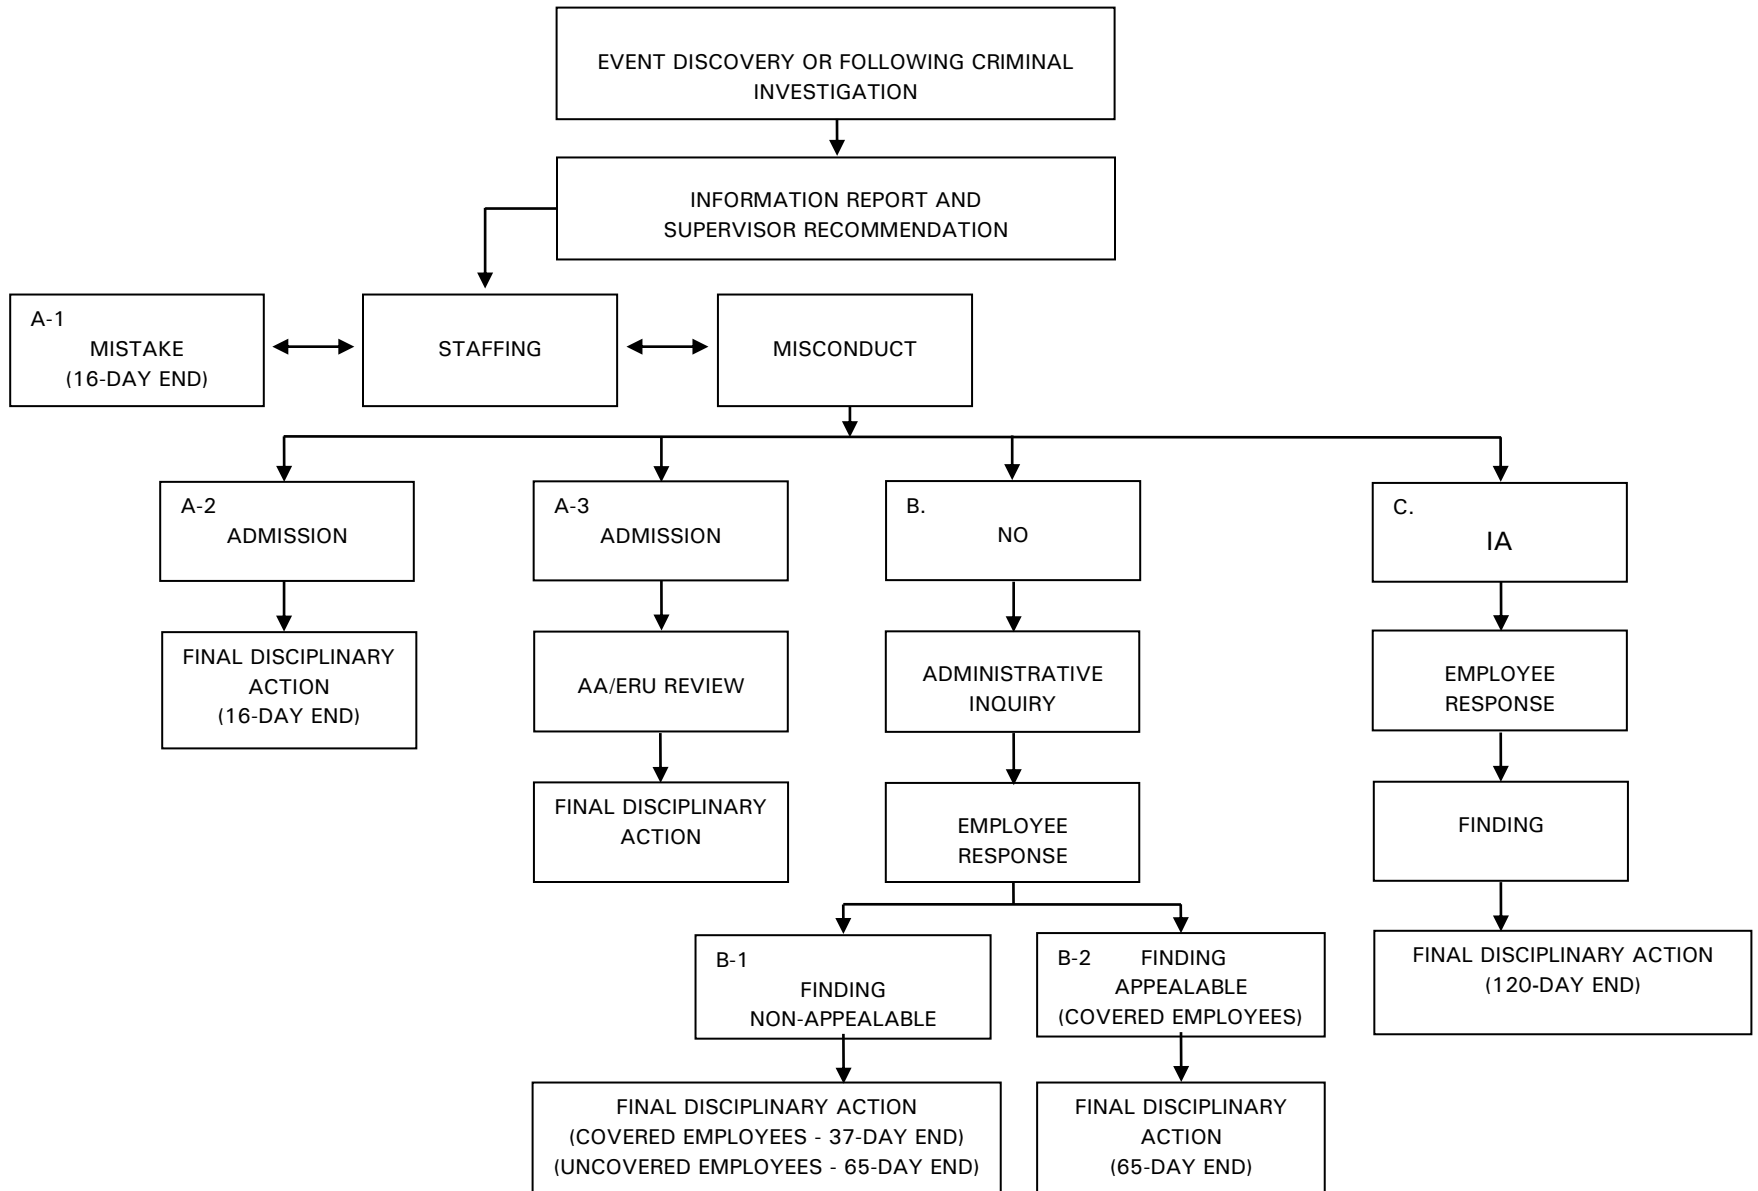 EVENT DISCOVERY OR FOLLOWING CRIMINAL
INVESTIGATION
INFORMATION REPORT AND
SUPERVISOR RECOMMENDATION
A-1
MISTAKE
(16-DAY END)
STAFFING
MISCONDUCT
A-2
ADMISSION
A-3
ADMISSION
B.
NO
C.
IA
FINAL DISCIPLINARY
ACTION
(16-DAY END)
AA/ERU REVIEW
ADMINISTRATIVE
INQUIRY
EMPLOYEE
RESPONSE
FINAL DISCIPLINARY
ACTION
EMPLOYEE
RESPONSE
FINDING
B-1
FINDING
NON-APPEALABLE
B-2 FINDING
APPEALABLE
(COVERED EMPLOYEES)
FINAL DISCIPLINARY ACTION
(120-DAY END)
FINAL DISCIPLINARY ACTION
(COVERED EMPLOYEES - 37-DAY END)
(UNCOVERED EMPLOYEES - 65-DAY END)
FINAL DISCIPLINARY
ACTION
(65-DAY END)